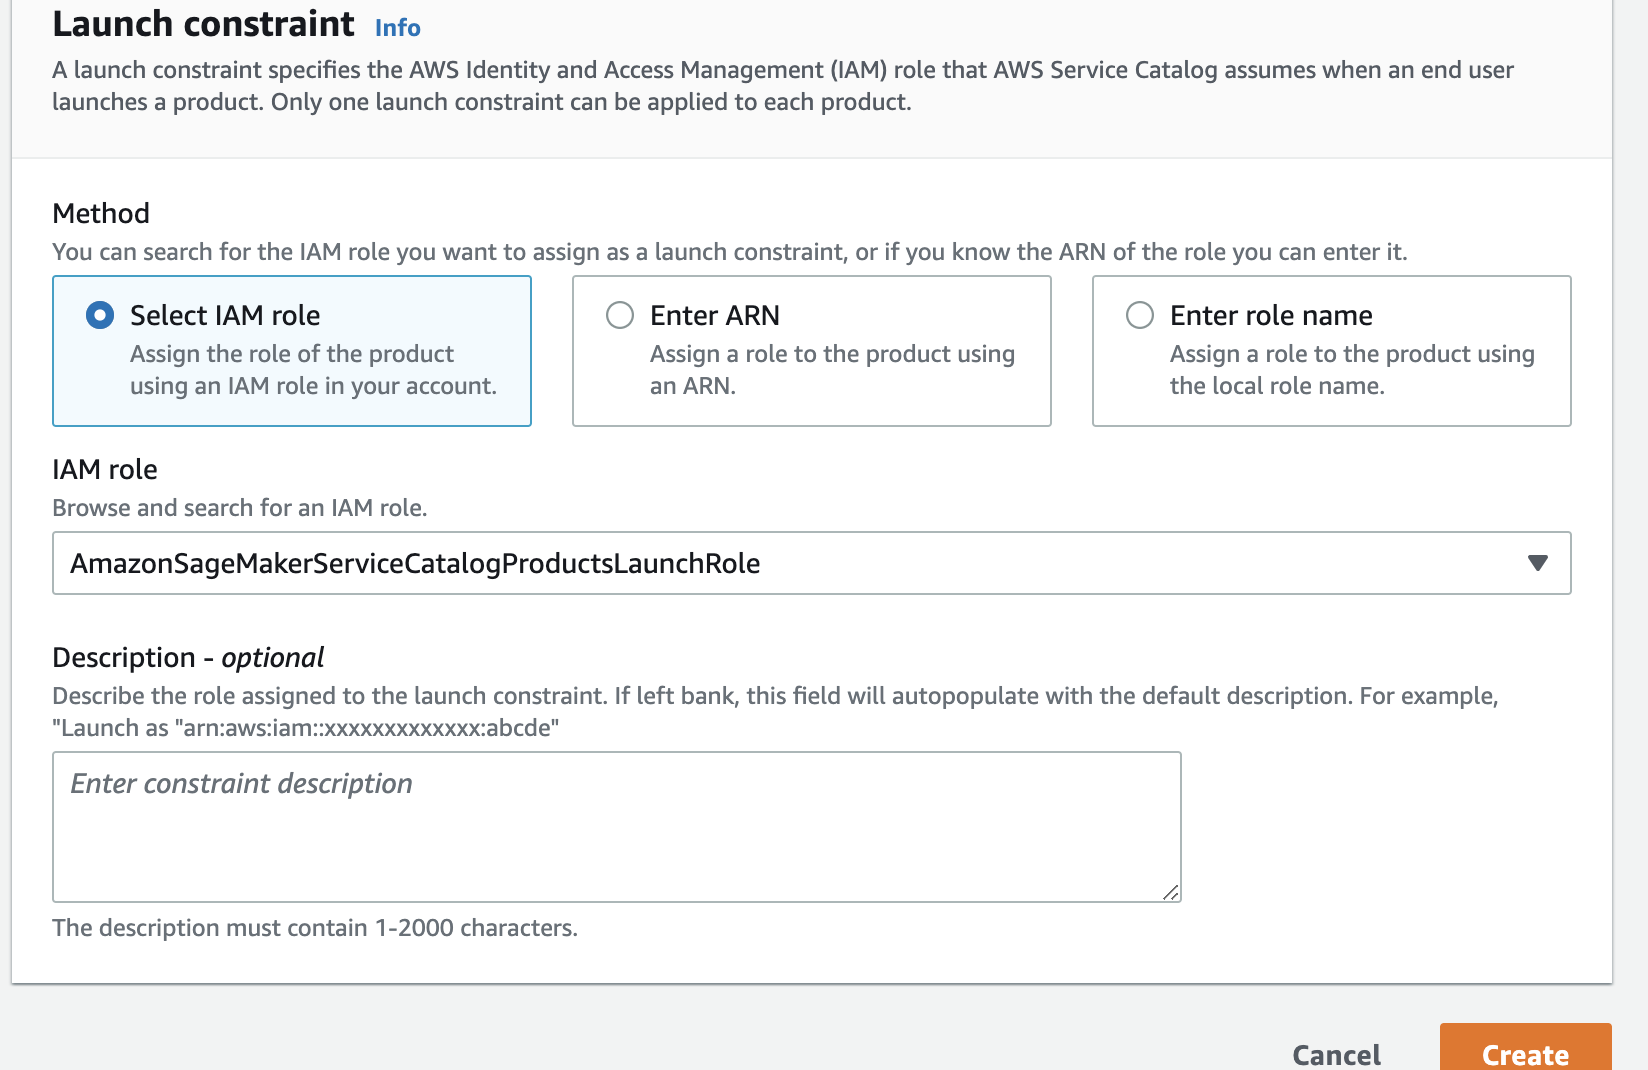 Launch constraint Info
A launch constraint specifies the AWS Identity and Access Management (IAM) role that AWS Service Catalog assumes when an end user
launches a product. Only one launch constraint can be applied to each product.
Method
You can search for the IAM role you want to assign as a launch constraint, or if you know the ARN of the role you can enter it.
Select IAM role
Assign the role of the product
using an IAM role in your account.
Enter ARN
Assign a role to the product using
an ARN.
Enter role name
Assign a role to the product using
the local role name.
IAM role
Browse and search for an IAM role.
AmazonSageMakerServiceCatalogProductsLaunchRole
Description - optional
Describe the role assigned to the launch constraint. If left bank, this field will autopopulate with the default description. For example,
"Launch as "arn:aws:iam::xxxxxxxxxxxxx:abcde"
Enter constraint description
The description must contain 1-2000 characters.
Cancel
Create